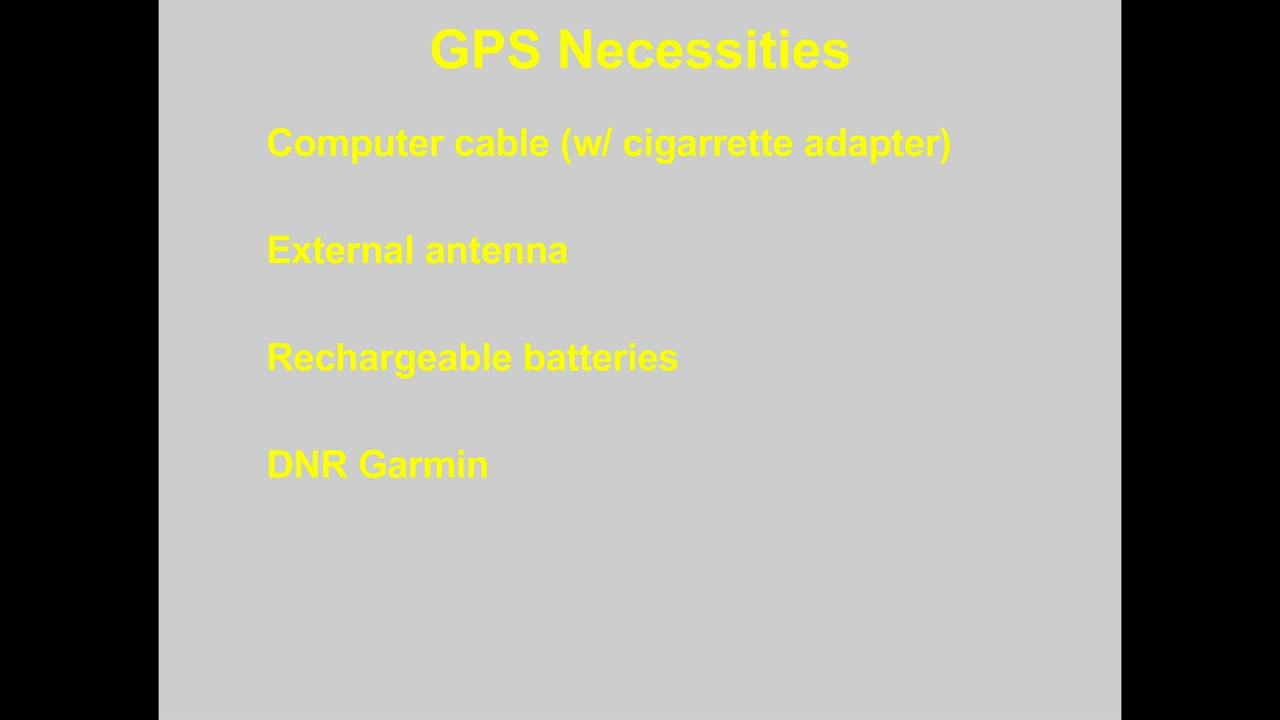 GPS Necessities
Computer cable (w/ cigarrette adapter)
External antenna
Rechargeable batteries
DNR Garmin